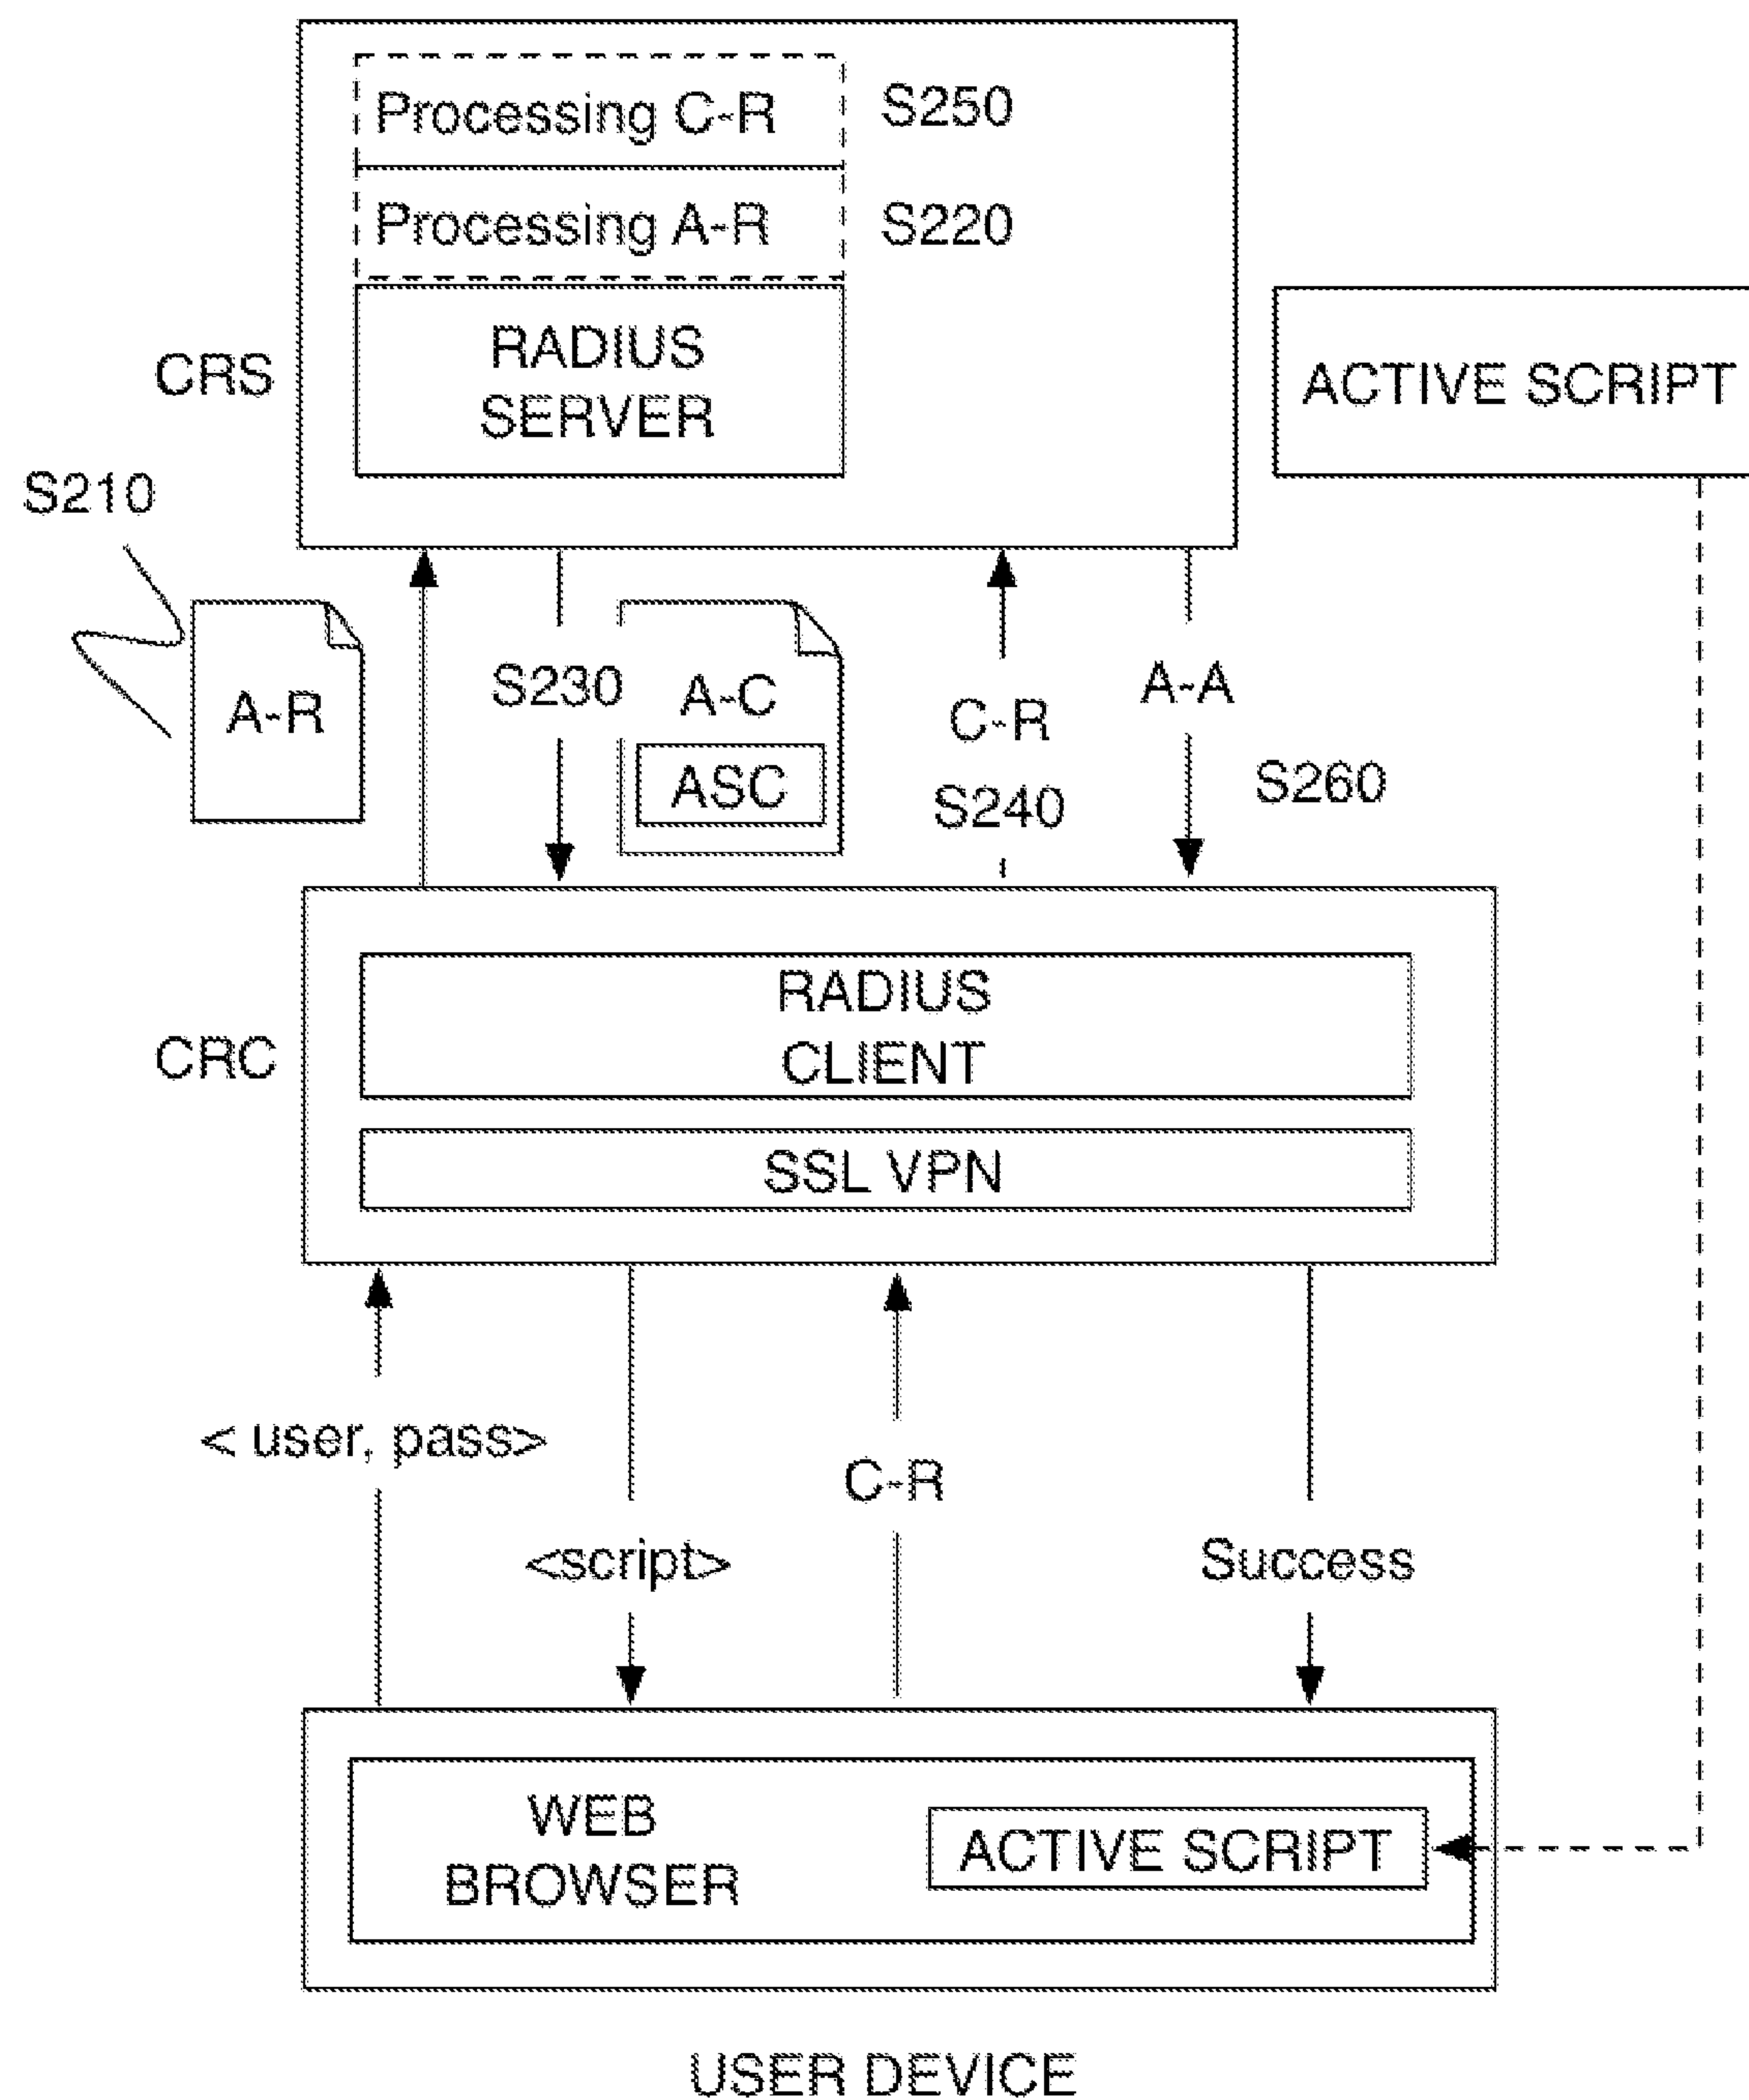 Processing C-R
S250
Processing A-R
S220
RADIUS
SERVER
CRS
ACTIVE SCRIPT
S210
A-R
S230
A-C
ASC
C-R
S240
A-A
S260
RADIUS
CLIENT
CRC
SSL VPN
< user, pass>
C-R
<script>
Success
WEB
BROWSER
ACTIVE SCRIPT
USER DEVICE